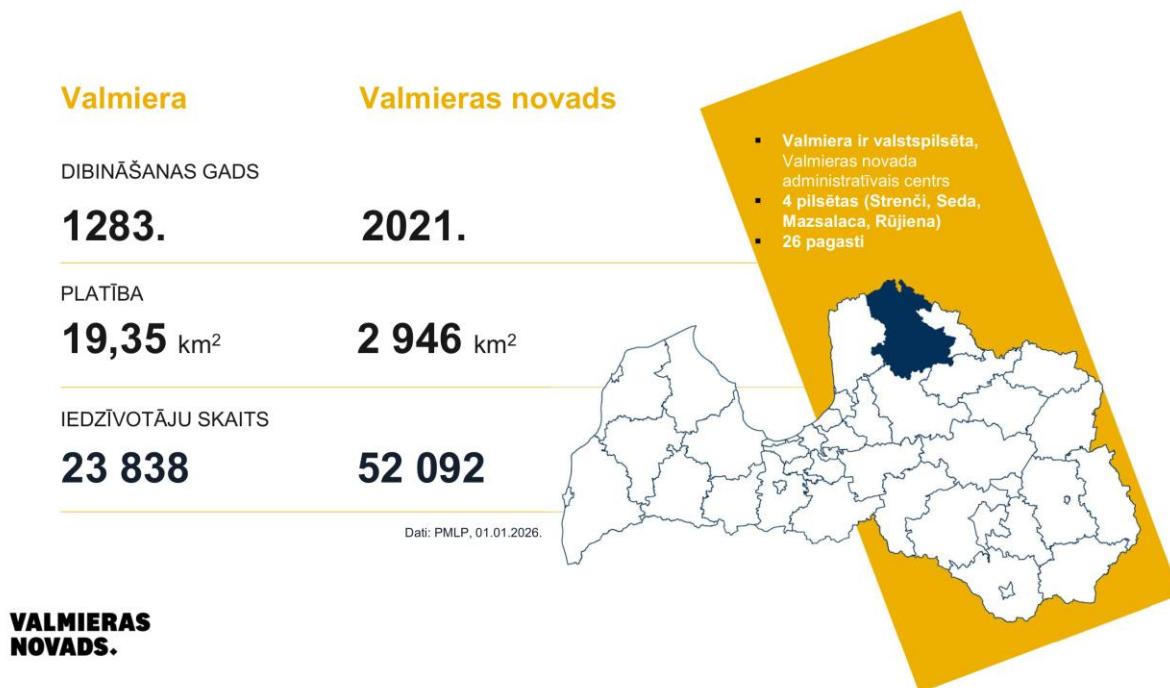 Valmiera
Valmieras novads
DIBINĀŠANAS GADS
1283.
2021.
PLATĪBA
19,35 km²
2 946 km²
IEDZĪVOTĀJU SKAITS
23 838
52 092
Dati: PMLP, 01.01.2026.
▪ Valmiera ir valstspilsēta,
Valmieras novada
administratīvais centrs
▪ 4 pilsētas (Strenči, Seda,
Mazsalaca, Rūjiena)
▪ 26 pagasti
VALMIERAS
NOVADS.